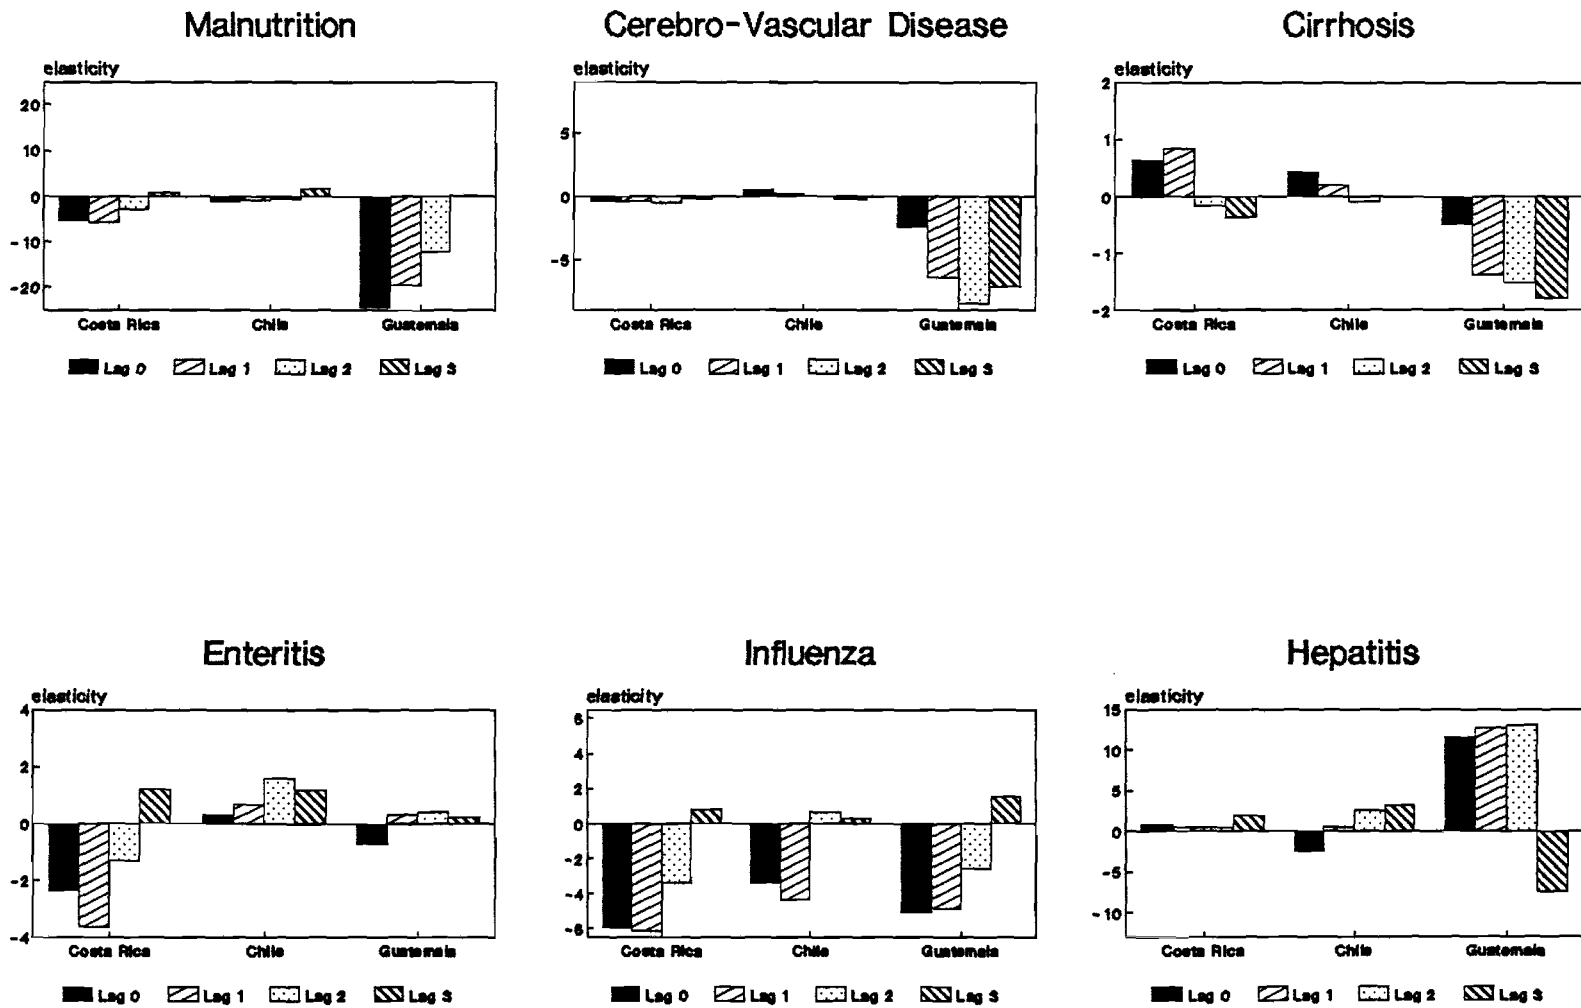 Malnutrition
elasticity
20
10
0
-10
-20
Costa Rica Chile Guatemala
Lag 0 Lag 1 Lag 2 Lag 3
Cerebro-Vascular Disease
elasticity
5
0
-5
Costa Rica Chile Guatemala
Lag 0 Lag 1 Lag 2 Lag 3
Cirrhosis
elasticity
2
1
0
-1
-2
Costa Rica Chile Guatemala
Lag 0 Lag 1 Lag 2 Lag 3
Enteritis
elasticity
4
2
0
-2
-4
Costa Rica Chile Guatemala
Lag 0 Lag 1 Lag 2 Lag 3
Influenza
elasticity
6
4
2
0
-2
-4
-6
Costa Rica Chile Guatemala
Lag 0 Lag 1 Lag 2 Lag 3
Hepatitis
elasticity
15
10
5
0
-5
-10
Costa Rica Chile Guatemala
Lag 0 Lag 1 Lag 2 Lag 3